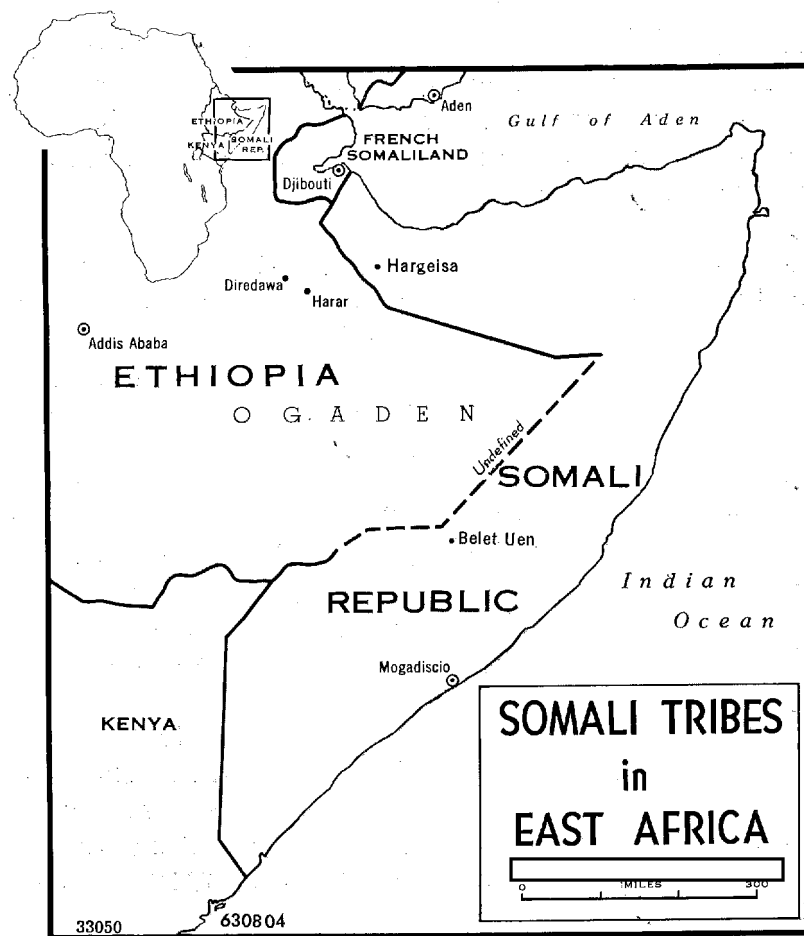 ETHIOPIA
KENYA
SOMALI
REP.
Aden
Gulf of Aden
FRENCH
SOMALILAND
Djibouti
Hargeisa
Diredawa
Harar
Addis Ababa
ETHIOPIA
OGADEN
Undefined
SOMALI
Belet Uen
REPUBLIC
Indian
Ocean
Mogadiscio
KENYA
SOMALI TRIBES
in
EAST AFRICA
0 MILES 300
33050 630804